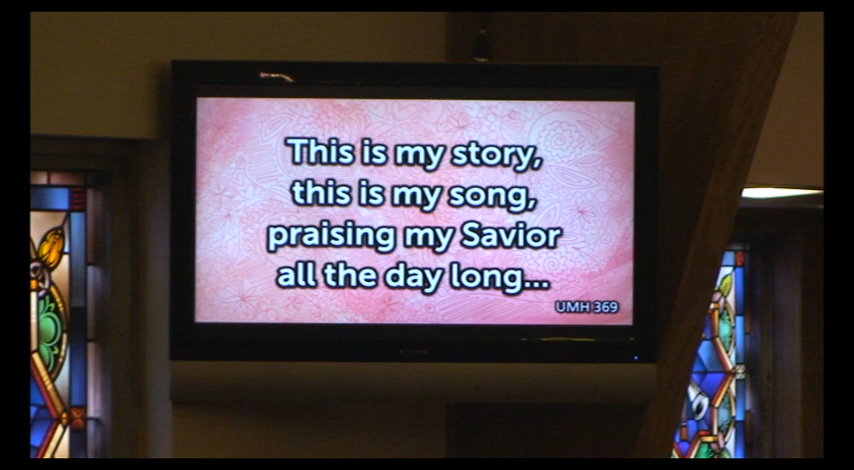 This is my story,
this is my song,
praising my Savior
all the day long...
UMH 369